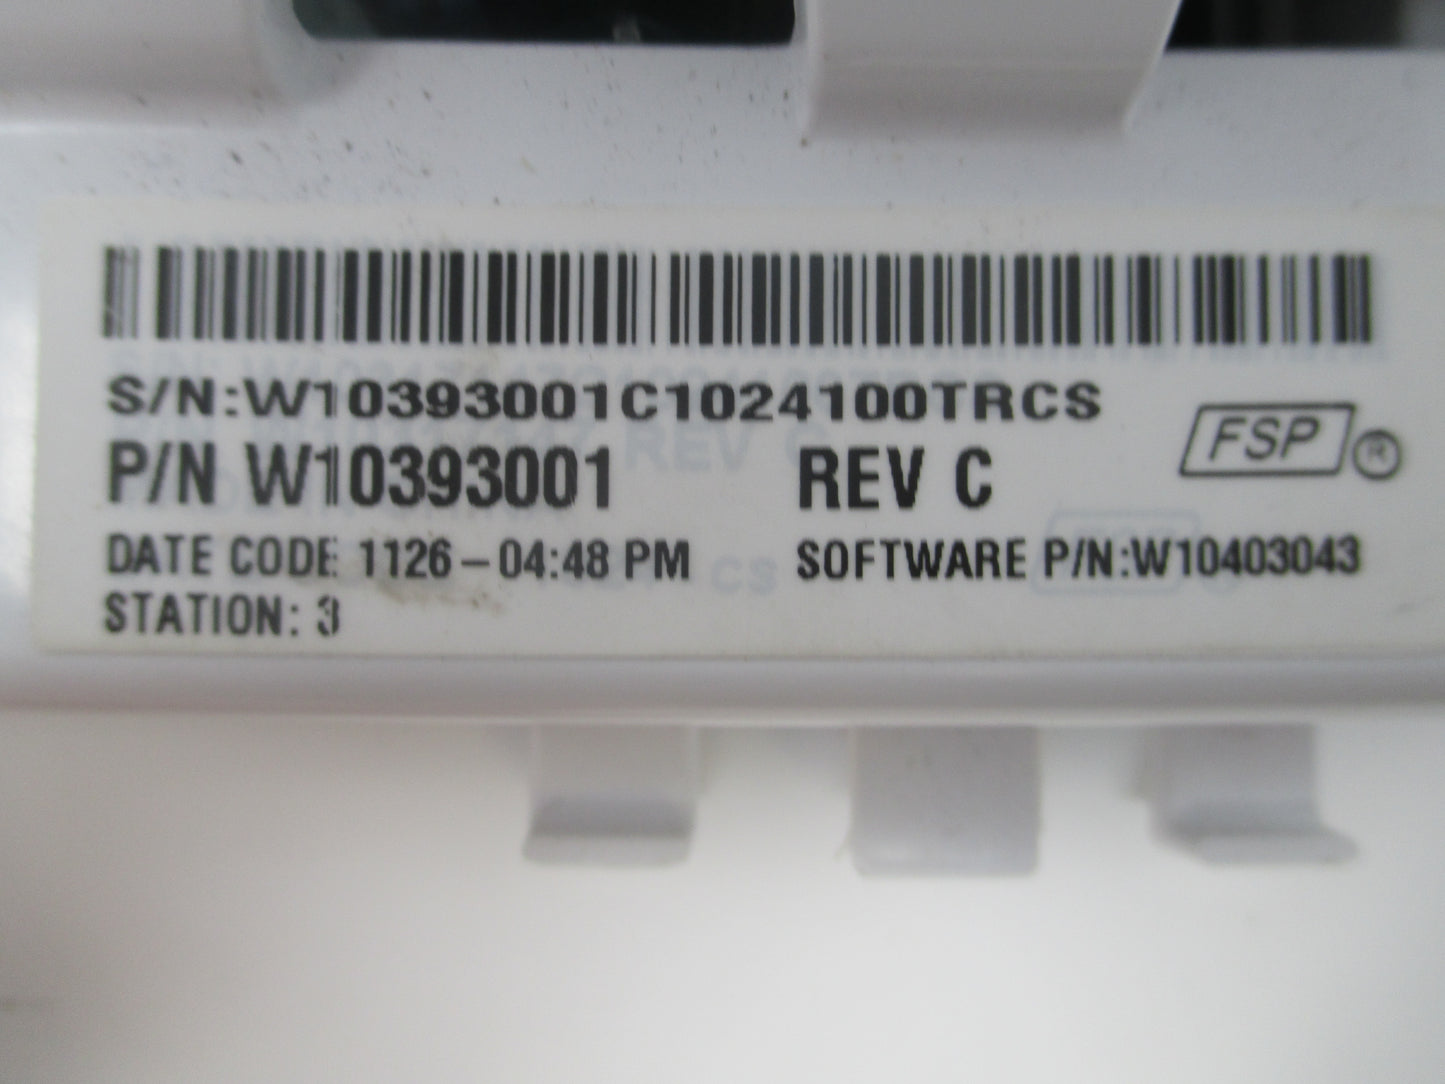 S/N:W10393001C1024100TRCS
P/N W10393001 REV C
FSP ®
DATE CODE 1126-04:48 PM SOFTWARE P/N:W10403043
STATION: 3